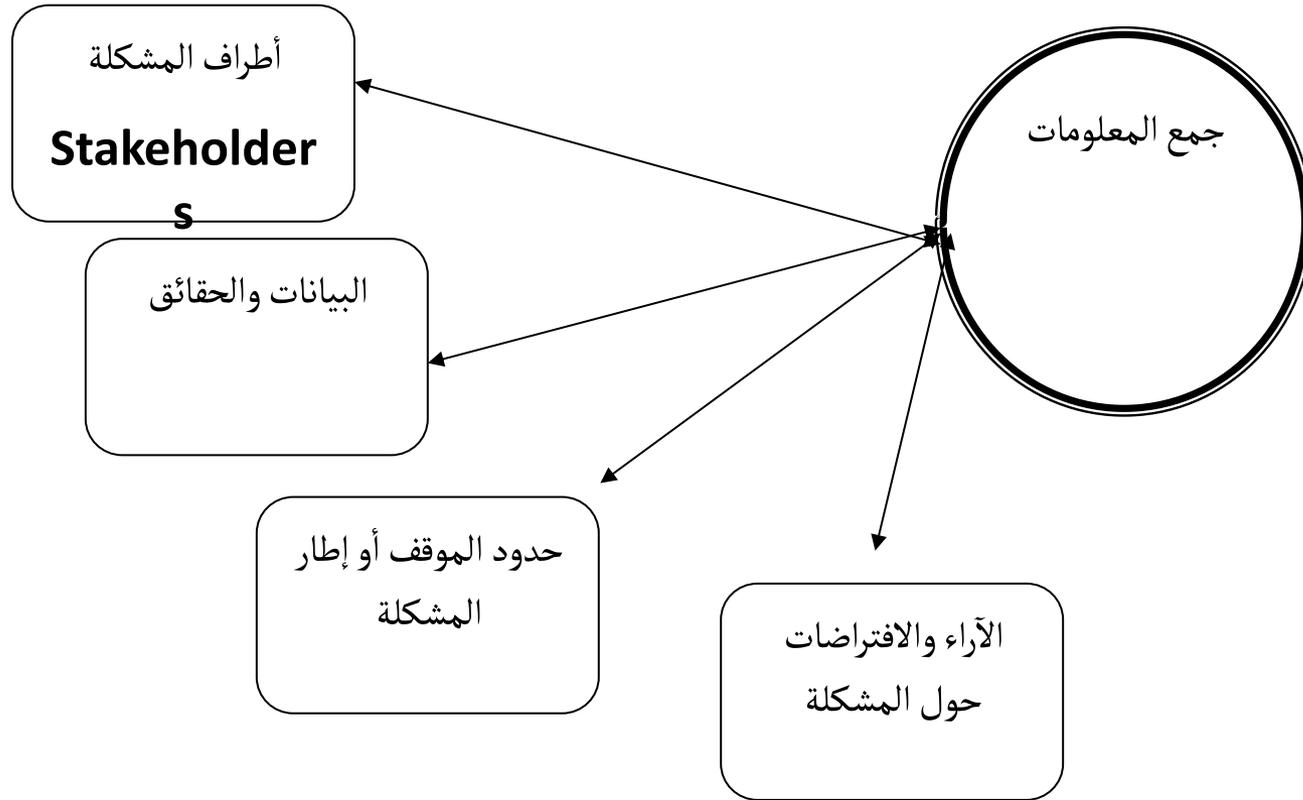 جمع المعلومات
أطراف المشكلة
Stakeholder
s
البيانات والحقائق
حدود الموقف أو إطار
المشكلة
الآراء والافتراضات
حول المشكلة